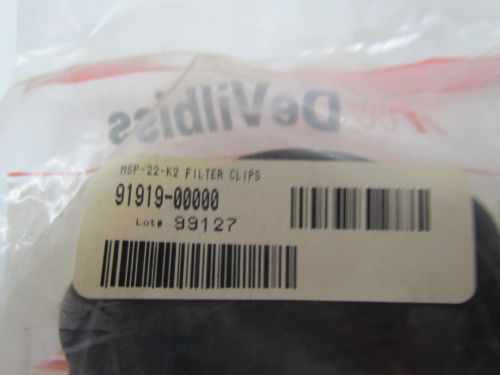 DeVilbiss
MSP-22-K2 FILTER CLIPS
91919-00000
Lot# 99127